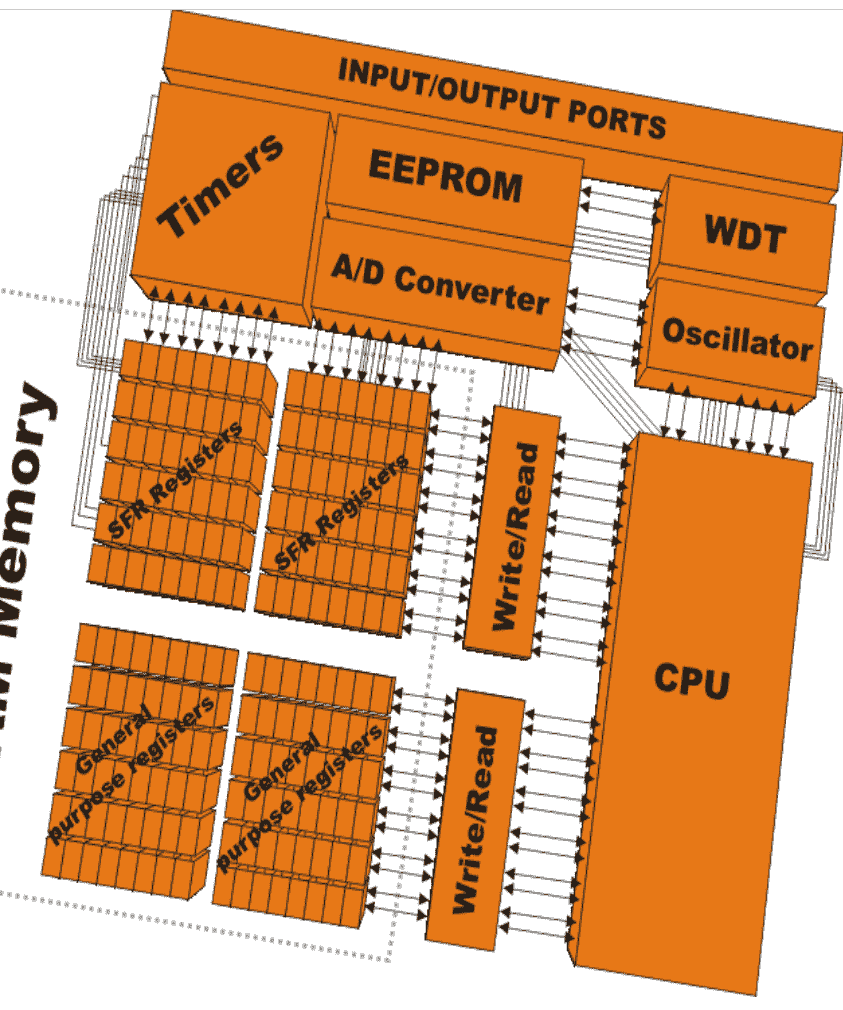 INPUT/OUTPUT PORTS
Timers
EEPROM
WDT
A/D Converter
Oscillator
SFR Registers
SFR Registers
Write/Read
Memory
CPU
General
purpose registers
General
purpose registers
Write/Read